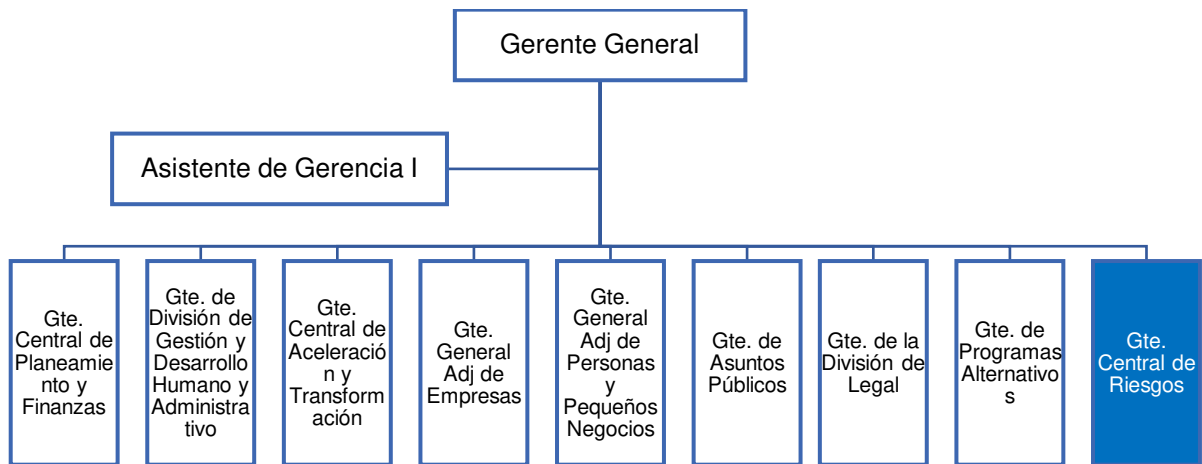 Gerente General
Asistente de Gerencia I
Gte.
Central de
Planeamie
nto y
Finanzas
Gte. de
División de
Gestión y
Desarrollo
Humano y
Administra
tivo
Gte.
Central de
Aceleració
n y
Transform
ación
Gte.
General
Adj de
Empresas
Gte.
General
Adj de
Personas
y
Pequeños
Negocios
Gte. de
Asuntos
Públicos
Gte. de la
División de
Legal
Gte. de
Programas
Alternativo
s
Gte.
Central de
Riesgos